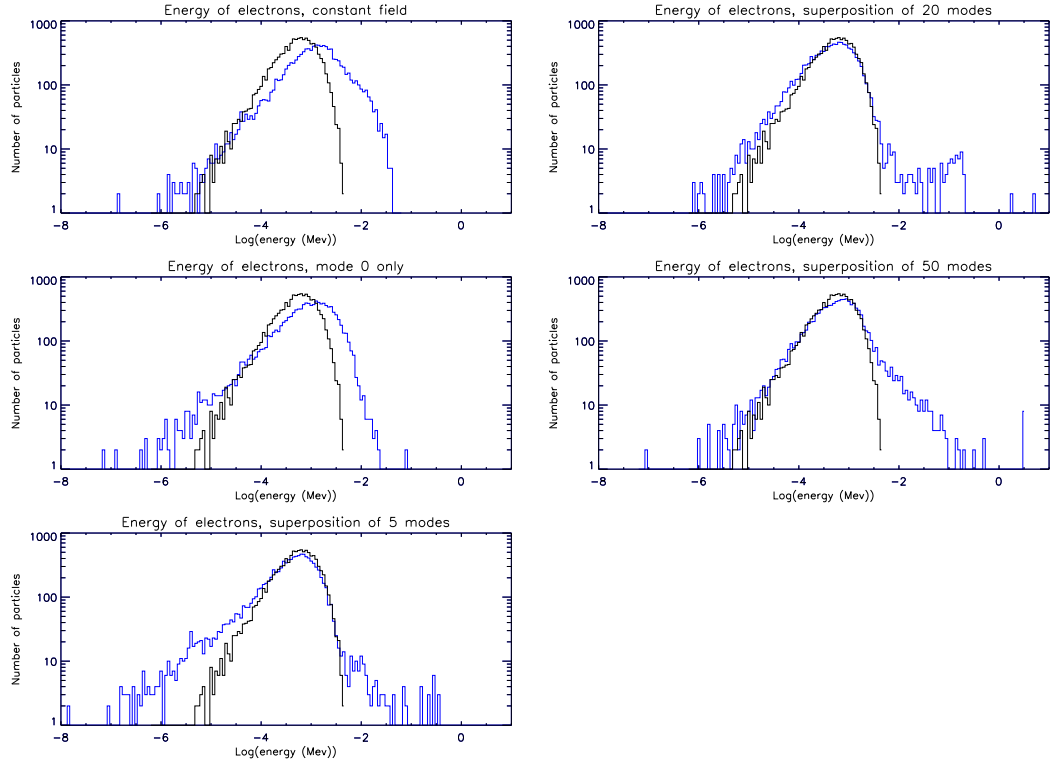 Energy of electrons, constant field
1000
100
10
1
Number of particles
-8 -6 -4 -2 0
Log(energy (Mev))
Energy of electrons, superposition of 20 modes
1000
100
10
1
Number of particles
-8 -6 -4 -2 0
Log(energy (Mev))
Energy of electrons, mode 0 only
1000
100
10
1
Number of particles
-8 -6 -4 -2 0
Log(energy (Mev))
Energy of electrons, superposition of 50 modes
1000
100
10
1
Number of particles
-8 -6 -4 -2 0
Log(energy (Mev))
Energy of electrons, superposition of 5 modes
1000
100
10
1
Number of particles
-8 -6 -4 -2 0
Log(energy (Mev))